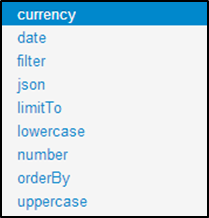 currency
date
filter
json
limitTo
lowercase
number
orderBy
uppercase